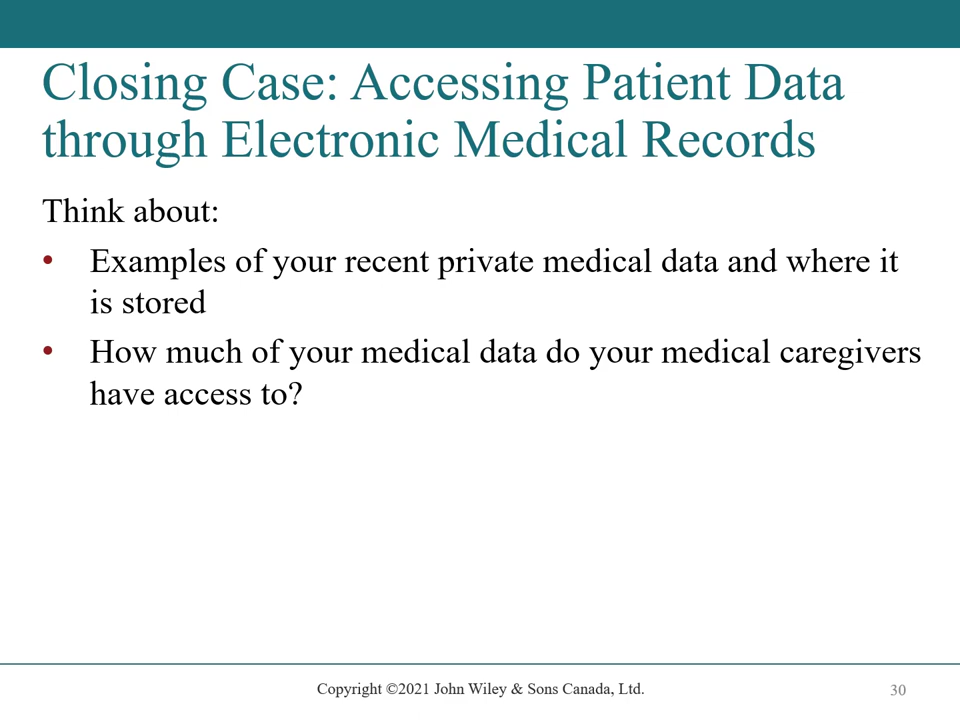 Closing Case: Accessing Patient Data
through Electronic Medical Records
Think about:
• Examples of your recent private medical data and where it
is stored
• How much of your medical data do your medical caregivers
have access to?
Copyright ©2021 John Wiley & Sons Canada, Ltd.
30